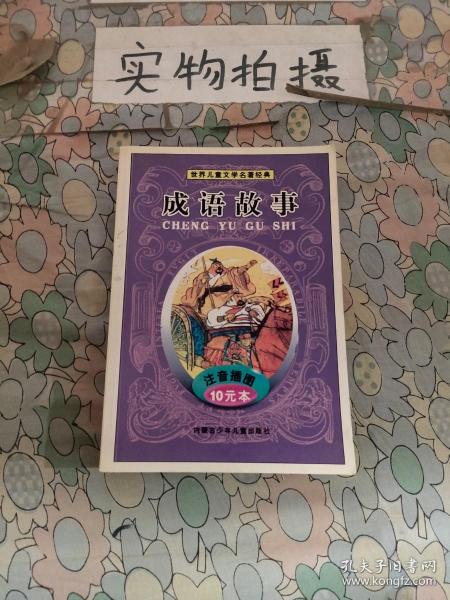 实物拍摄
世界儿童文学名著经典
成语故事
CHENG YU GU SHI
注音插图
10元本
内蒙古少年儿童出版社
孔夫子旧书网
www.kongfz.com